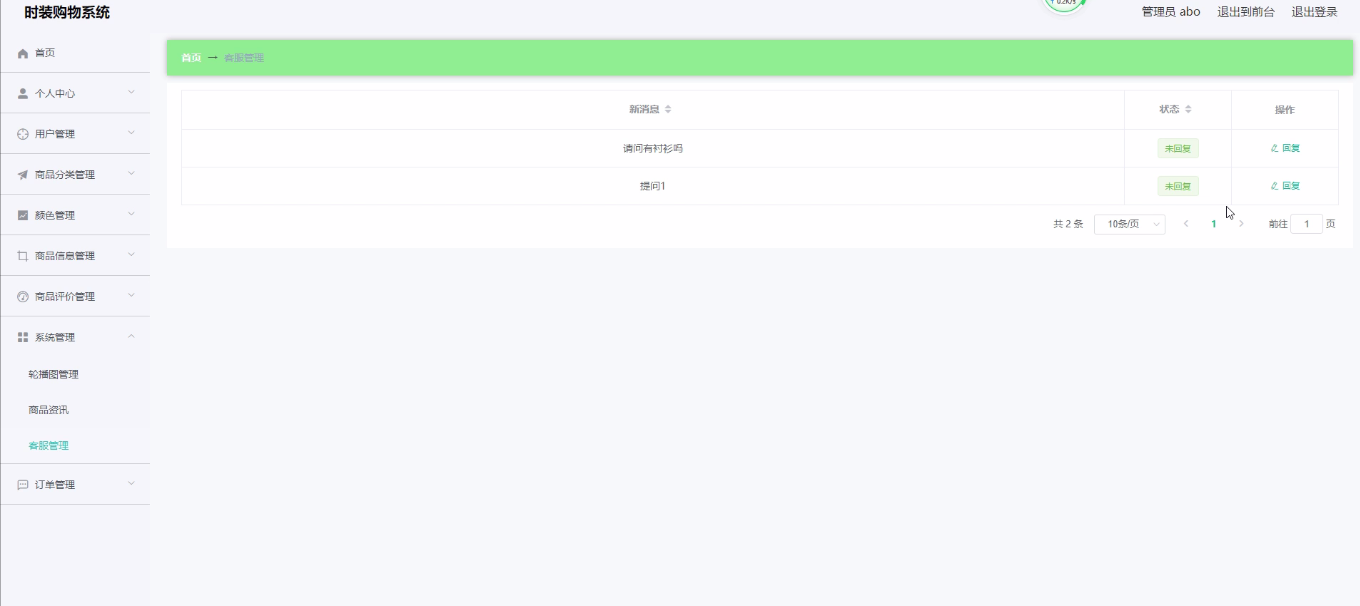 时装购物系统
0.2K/s
管理员 abo 退出到前台 退出登录
首页
个人中心
用户管理
商品分类管理
颜色管理
商品信息管理
商品评价管理
系统管理
轮播图管理
商品资讯
客服管理
订单管理
首页 → 客服管理
新消息 状态 操作
请问有衬衫吗 未回复 回复
提问1 未回复 回复
共 2 条 10条/页 1 前往 1 页